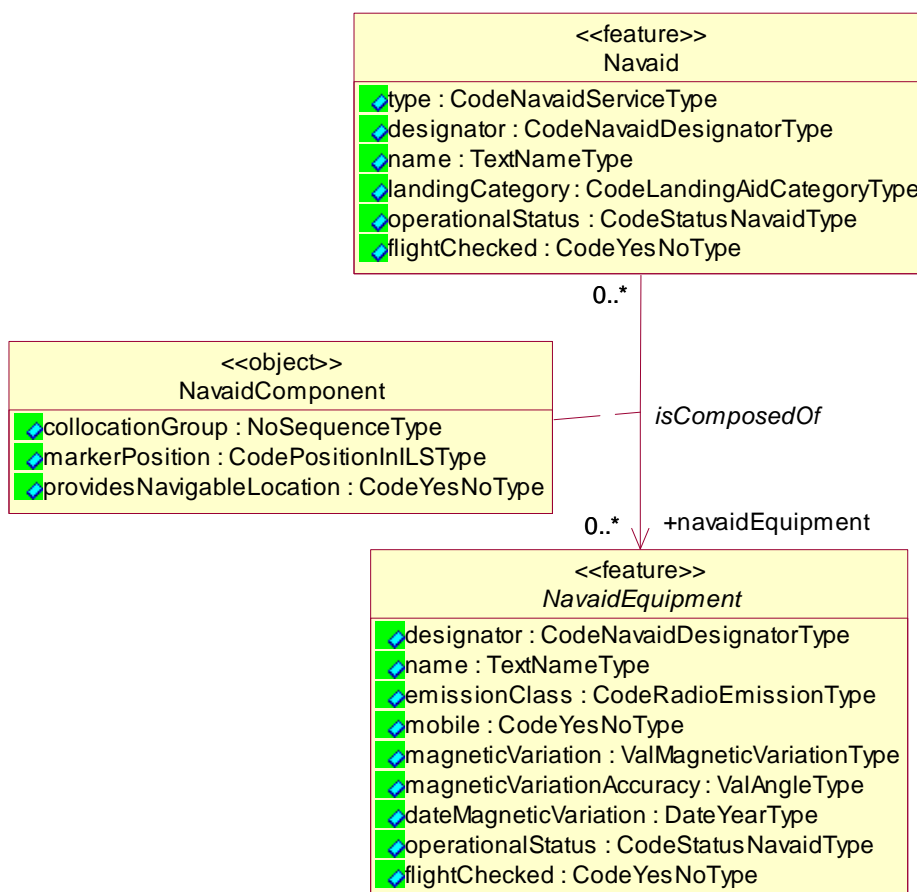 <<feature>>
Navaid
type : CodeNavaidServiceType
designator : CodeNavaidDesignatorType
name : TextNameType
landingCategory : CodeLandingAidCategoryType
operationalStatus : CodeStatusNavaidType
flightChecked : CodeYesNoType
0..*
<<object>>
NavaidComponent
collocationGroup : NoSequenceType
markerPosition : CodePositionInILSType
providesNavigableLocation : CodeYesNoType
isComposedOf
0..*
+navaidEquipment
<<feature>>
NavaidEquipment
designator : CodeNavaidDesignatorType
name : TextNameType
emissionClass : CodeRadioEmissionType
mobile : CodeYesNoType
magneticVariation : ValMagneticVariationType
magneticVariationAccuracy : ValAngleType
dateMagneticVariation : DateYearType
operationalStatus : CodeStatusNavaidType
flightChecked : CodeYesNoType